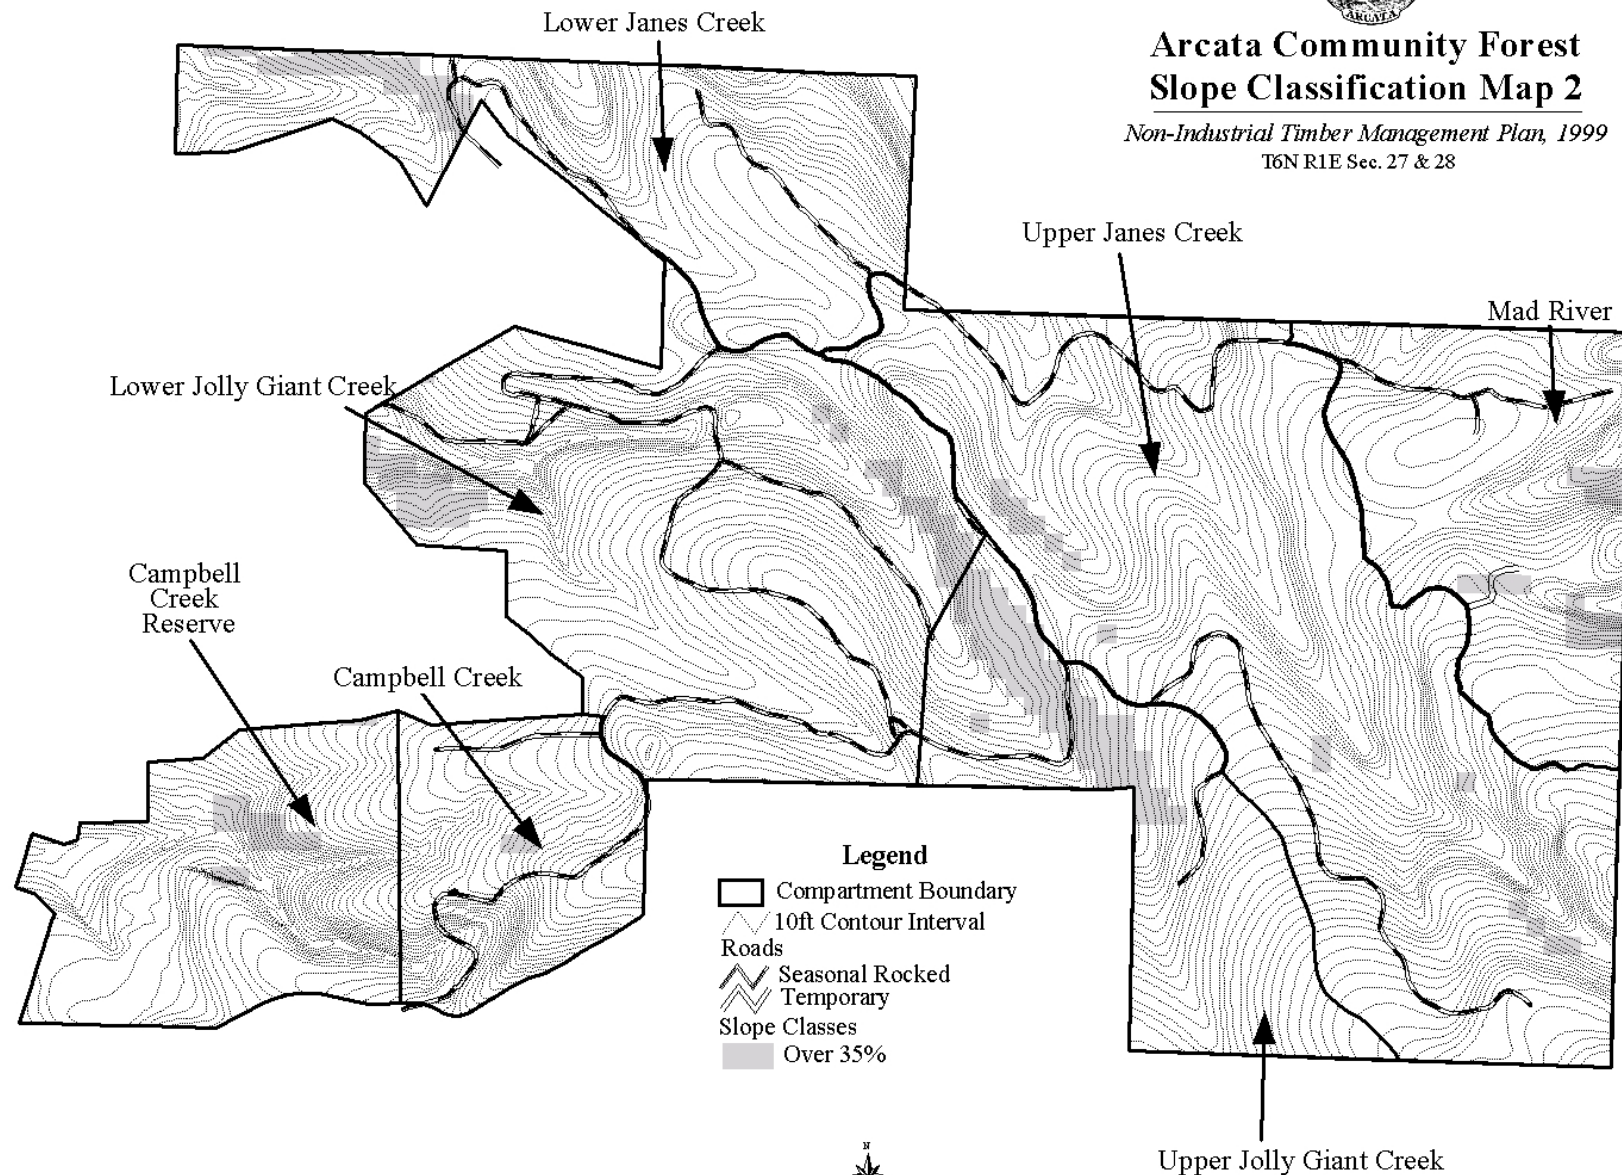 ARCATA
Arcata Community Forest
Slope Classification Map 2
Non-Industrial Timber Management Plan, 1999
T6N R1E Sec. 27 & 28
Lower Janes Creek
Upper Janes Creek
Mad River
Lower Jolly Giant Creek
Campbell
Creek
Reserve
Campbell Creek
Legend
Compartment Boundary
10ft Contour Interval
Roads
Seasonal Rocked
Temporary
Slope Classes
Over 35%
N
Upper Jolly Giant Creek